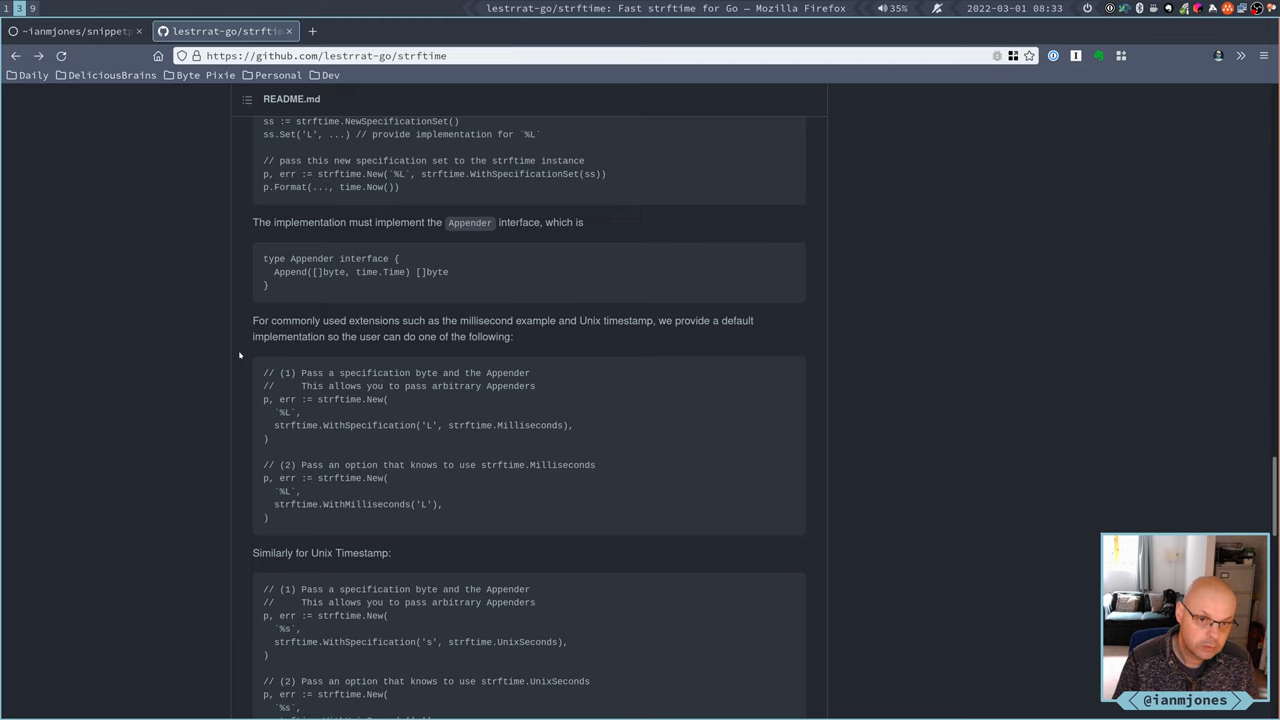 1 3 9
lestrrat-go/strftime: Fast strftime for Go — Mozilla Firefox
35%
2022-03-01 08:33
~ianmjones/snippetp
lestrrat-go/strftim
https://github.com/lestrrat-go/strftime
Daily
DeliciousBrains
Byte Pixie
Personal
Dev
README.md
ss := strftime.NewSpecificationSet()
ss.Set('L', ...) // provide implementation for `%L`
// pass this new specification set to the strftime instance
p, err := strftime.New(`%L`, strftime.WithSpecificationSet(ss))
p.Format(..., time.Now())
The implementation must implement the Appender interface, which is
type Appender interface {
Append([]byte, time.Time) []byte
}
For commonly used extensions such as the millisecond example and Unix timestamp, we provide a default
implementation so the user can do one of the following:
// (1) Pass a specification byte and the Appender
// This allows you to pass arbitrary Appenders
p, err := strftime.New(
`%L`,
strftime.WithSpecification('L', strftime.Milliseconds),
)
// (2) Pass an option that knows to use strftime.Milliseconds
p, err := strftime.New(
`%L`,
strftime.WithMilliseconds('L'),
)
Similarly for Unix Timestamp:
// (1) Pass a specification byte and the Appender
// This allows you to pass arbitrary Appenders
p, err := strftime.New(
`%s`,
strftime.WithSpecification('s', strftime.UnixSeconds),
)
// (2) Pass an option that knows to use strftime.UnixSeconds
p, err := strftime.New(
`%s`,
@ianmjones